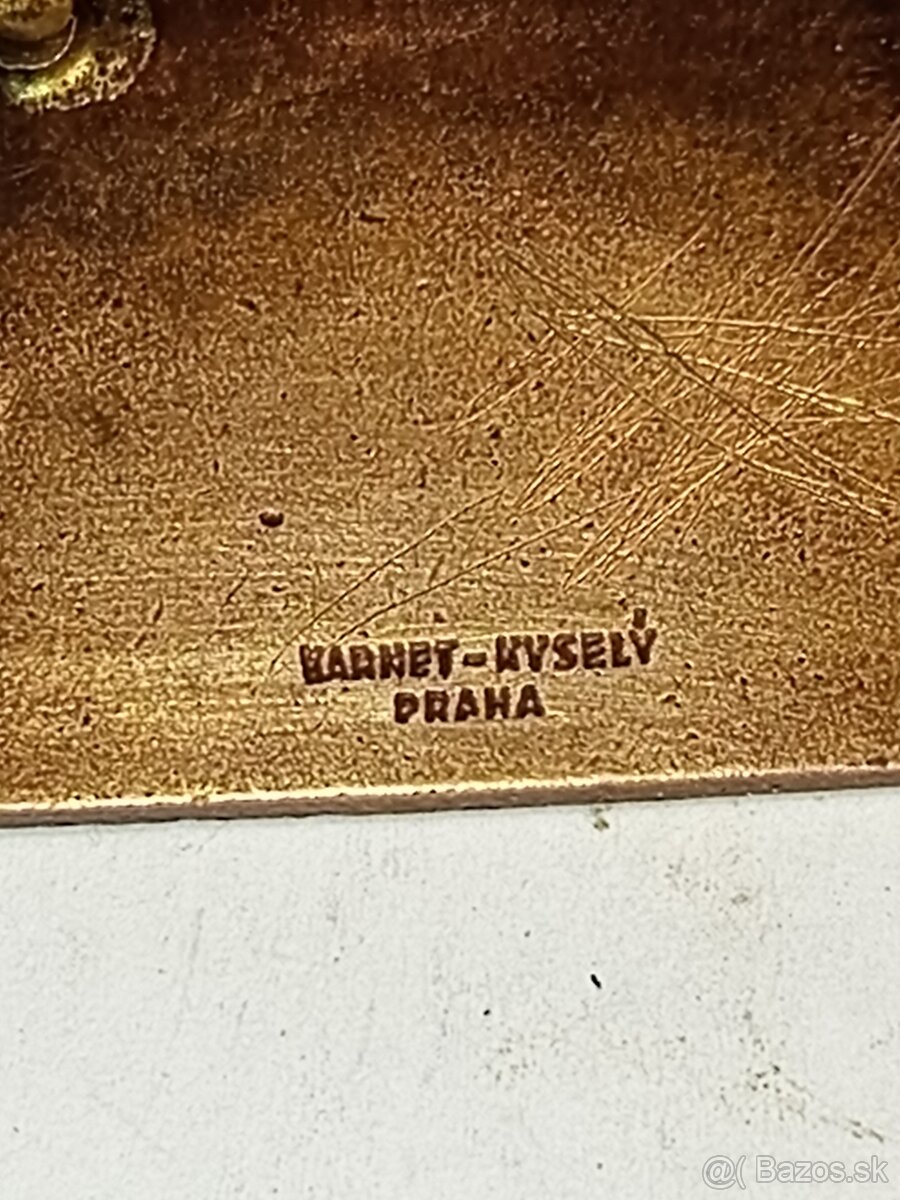 KARNET-KYSELÝ
PRAHA
@( Bazos.sk